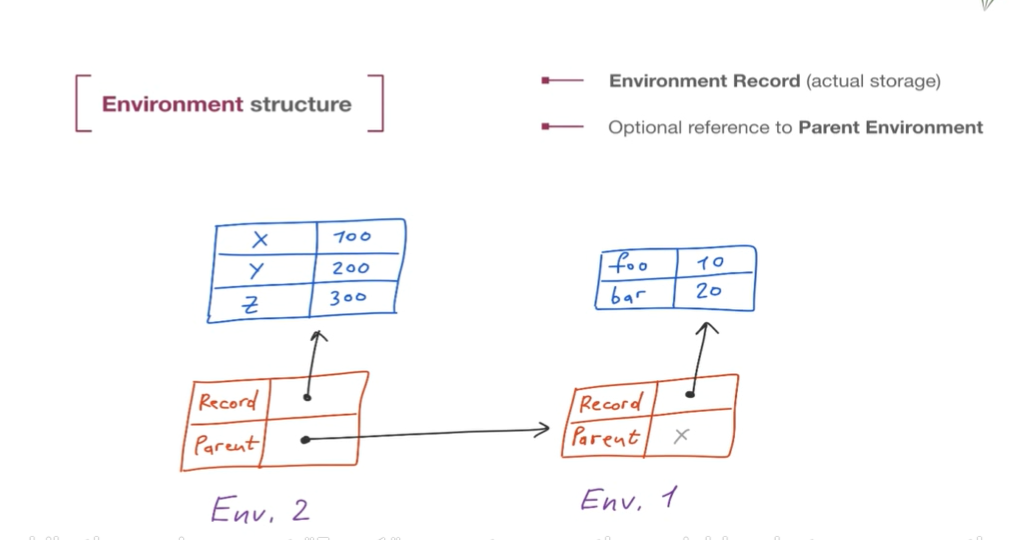 Environment structure
Environment Record (actual storage)
Optional reference to Parent Environment
X 100
Y 200
Z 300
foo 10
bar 20
Record
Parent
Record
Parent X
Env. 2
Env. 1